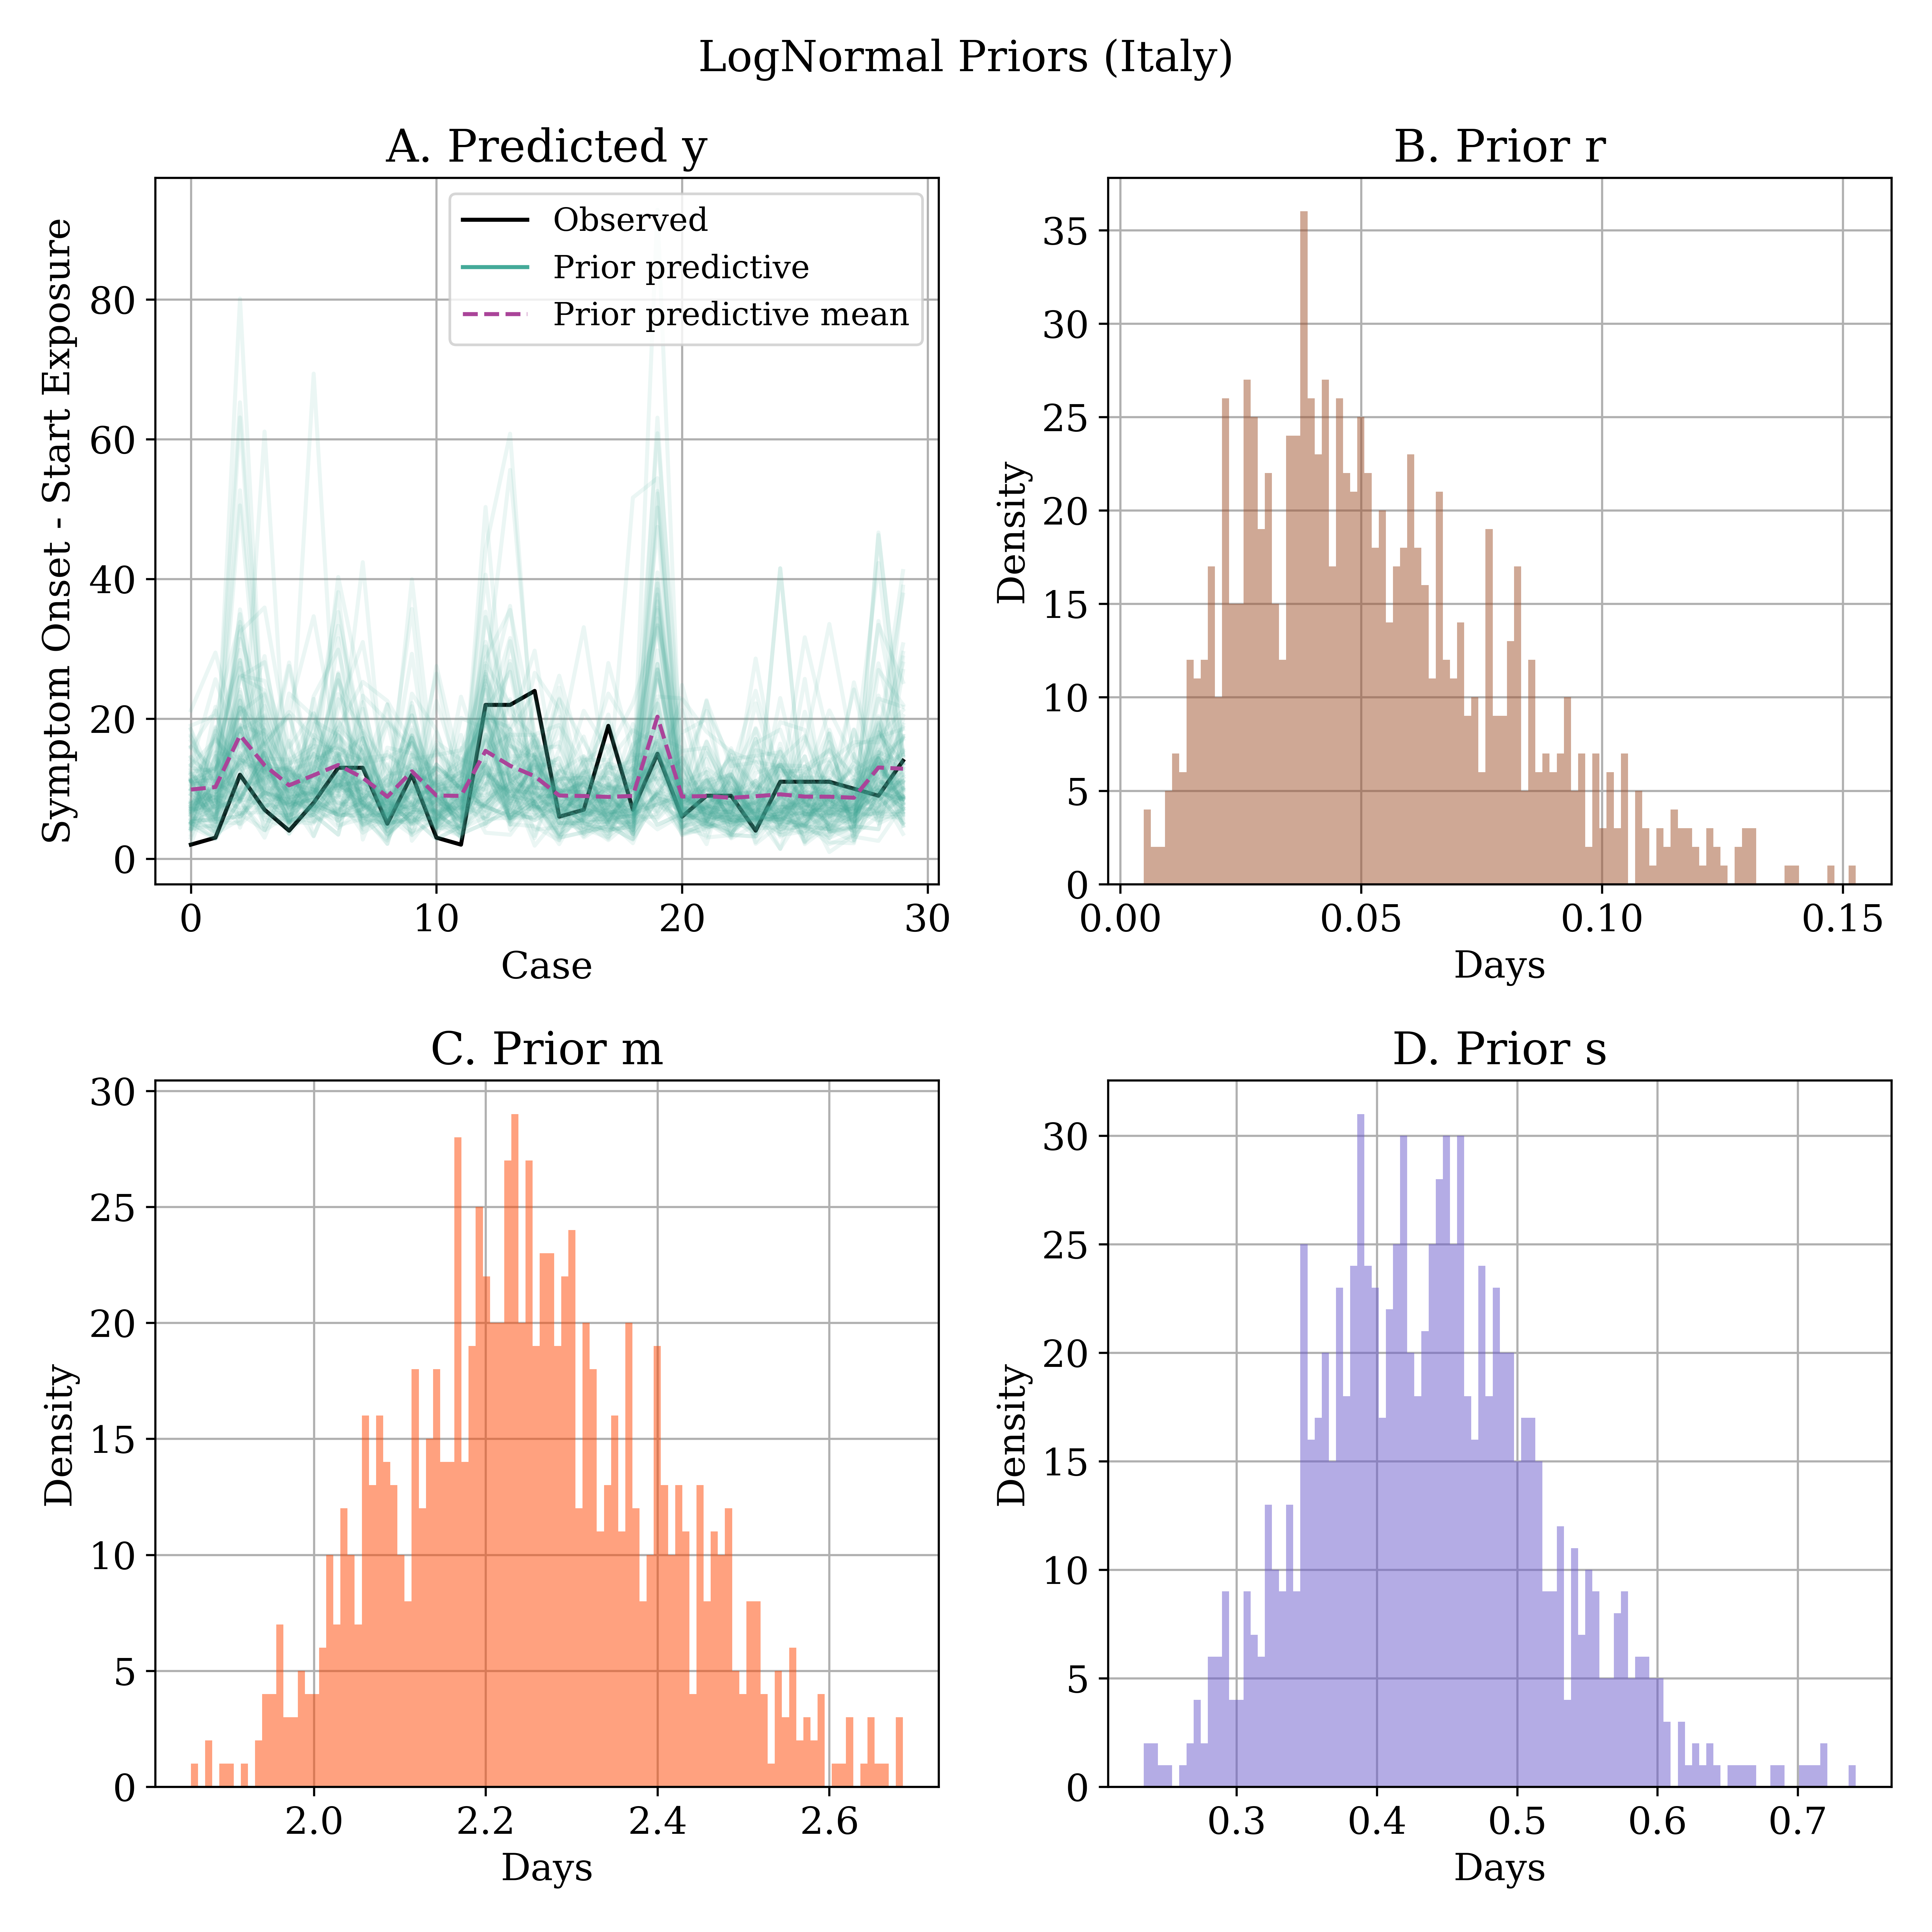 LogNormal Priors (Italy)
A. Predicted y
Symptom Onset - Start Exposure
80
60
40
20
0
Observed
Prior predictive
Prior predictive mean
0 10 20 30
Case
B. Prior r
Density
35
30
25
20
15
10
5
0
0.00 0.05 0.10 0.15
Days
C. Prior m
Density
30
25
20
15
10
5
0
2.0 2.2 2.4 2.6
Days
D. Prior s
Density
30
25
20
15
10
5
0
0.3 0.4 0.5 0.6 0.7
Days